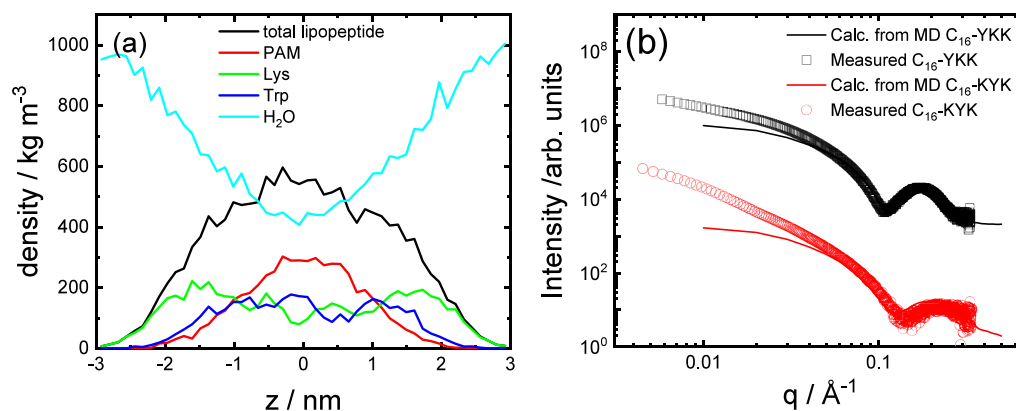 (a)
total lipopeptide
PAM
Lys
Trp
H₂O
density / kg m⁻³
1000
800
600
400
200
0
-3 -2 -1 0 1 2 3
z / nm
(b)
Calc. from MD C₁₆-YKK
Measured C₁₆-YKK
Calc. from MD C₁₆-KYK
Measured C₁₆-KYK
Intensity /arb. units
10⁸
10⁶
10⁴
10²
10⁰
0.01 0.1 1
q / Å⁻¹